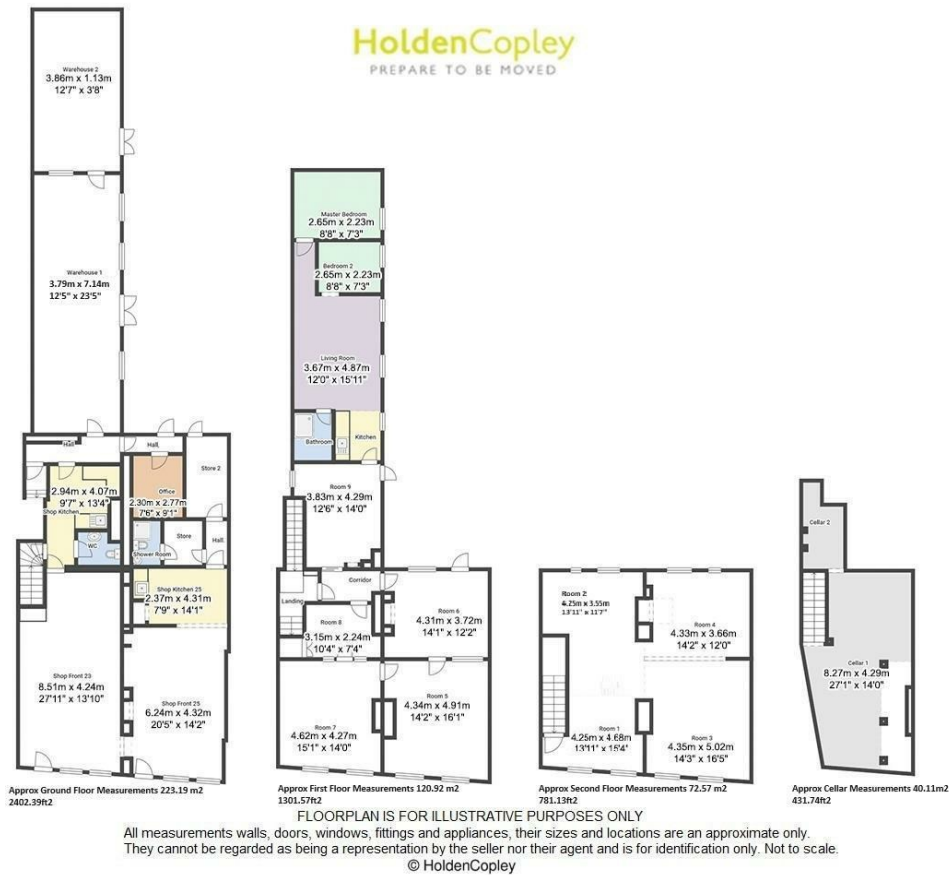 HoldenCopley
PREPARE TO BE MOVED
Warehouse 2
3.86m x 1.13m
12'7" x 3'8"
Warehouse 1
3.79m x 7.14m
12'5" x 23'5"
Hall
Hall.
Store 2
2.94m x 4.07m
9'7" x 13'4"
Shop Kitchen
Office
2.30m x 2.77m
7'6" x 9'1"
WC
Shower Room
Store
Hall.
Shop Kitchen 25
2.37m x 4.31m
7'9" x 14'1"
Shop Front 23
8.51m x 4.24m
27'11" x 13'10"
Shop Front 25
6.24m x 4.32m
20'5" x 14'2"
Approx Ground Floor Measurements 223.19 m2
2402.39ft2
Master Bedroom
2.65m x 2.23m
8'8" x 7'3"
Bedroom 2
2.65m x 2.23m
8'8" x 7'3"
Living Room
3.67m x 4.87m
12'0" x 15'11"
Bathroom
Kitchen
Room 9
3.83m x 4.29m
12'6" x 14'0"
Corridor
Landing
Room 8
3.15m x 2.24m
10'4" x 7'4"
Room 6
4.31m x 3.72m
14'1" x 12'2"
Room 7
4.62m x 4.27m
15'1" x 14'0"
Room 5
4.34m x 4.91m
14'2" x 16'1"
Approx First Floor Measurements 120.92 m2
1301.57ft2
Room 2
4.25m x 3.55m
13'11" x 11'7"
Room 4
4.33m x 3.66m
14'2" x 12'0"
Room 1
4.25m x 4.68m
13'11" x 15'4"
Room 3
4.35m x 5.02m
14'3" x 16'5"
Approx Second Floor Measurements 72.57 m2
781.13ft2
Cellar 2
Cellar 1
8.27m x 4.29m
27'1" x 14'0"
Approx Cellar Measurements 40.11m2
431.74ft2
FLOORPLAN IS FOR ILLUSTRATIVE PURPOSES ONLY
All measurements walls, doors, windows, fittings and appliances, their sizes and locations are an approximate only.
They cannot be regarded as being a representation by the seller nor their agent and is for identification only. Not to scale.
© HoldenCopley